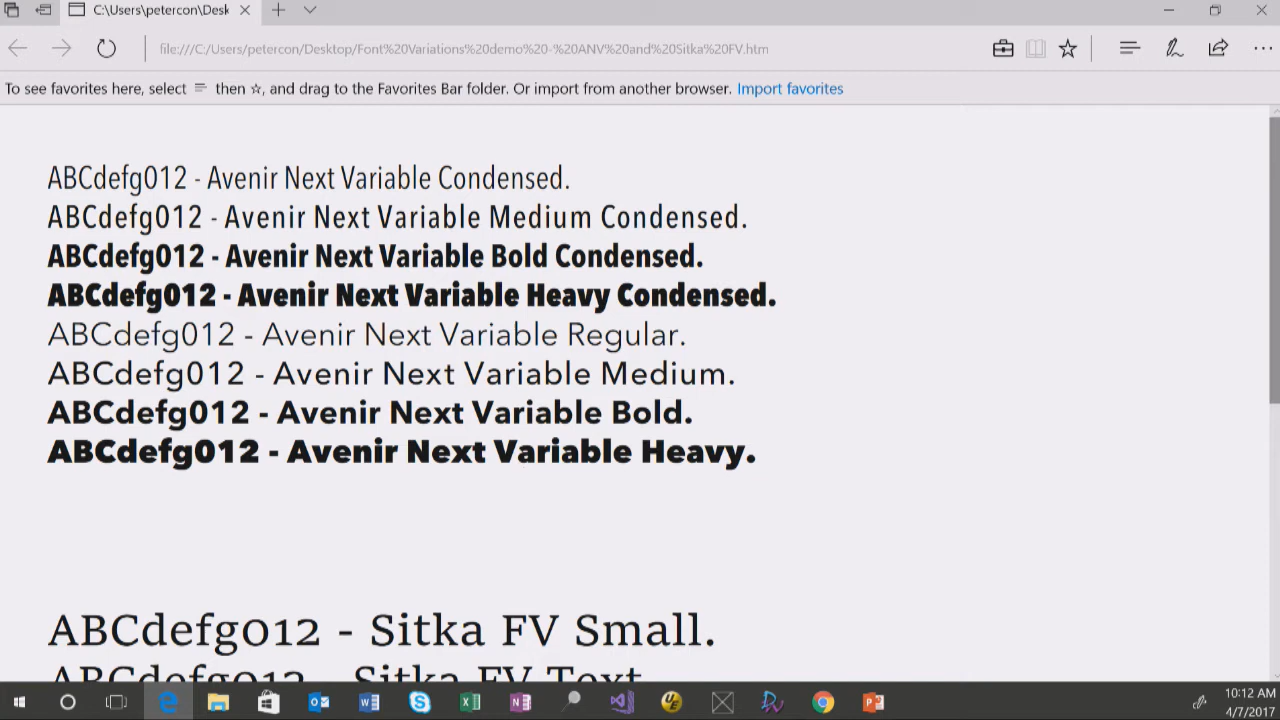 C:\Users\petercon\Desk
file:///C:/Users/petercon/Desktop/Font%20Variations%20demo%20-%20ANV%20and%20Sitka%20FV.htm
To see favorites here, select then ☆, and drag to the Favorites Bar folder. Or import from another browser. Import favorites
ABCdefg012 - Avenir Next Variable Condensed.
ABCdefg012 - Avenir Next Variable Medium Condensed.
ABCdefg012 - Avenir Next Variable Bold Condensed.
ABCdefg012 - Avenir Next Variable Heavy Condensed.
ABCdefg012 - Avenir Next Variable Regular.
ABCdefg012 - Avenir Next Variable Medium.
ABCdefg012 - Avenir Next Variable Bold.
ABCdefg012 - Avenir Next Variable Heavy.
ABCdefg012 - Sitka FV Small.
ABCdefg012 - Sitka FV Text
10:12 AM
4/7/2017